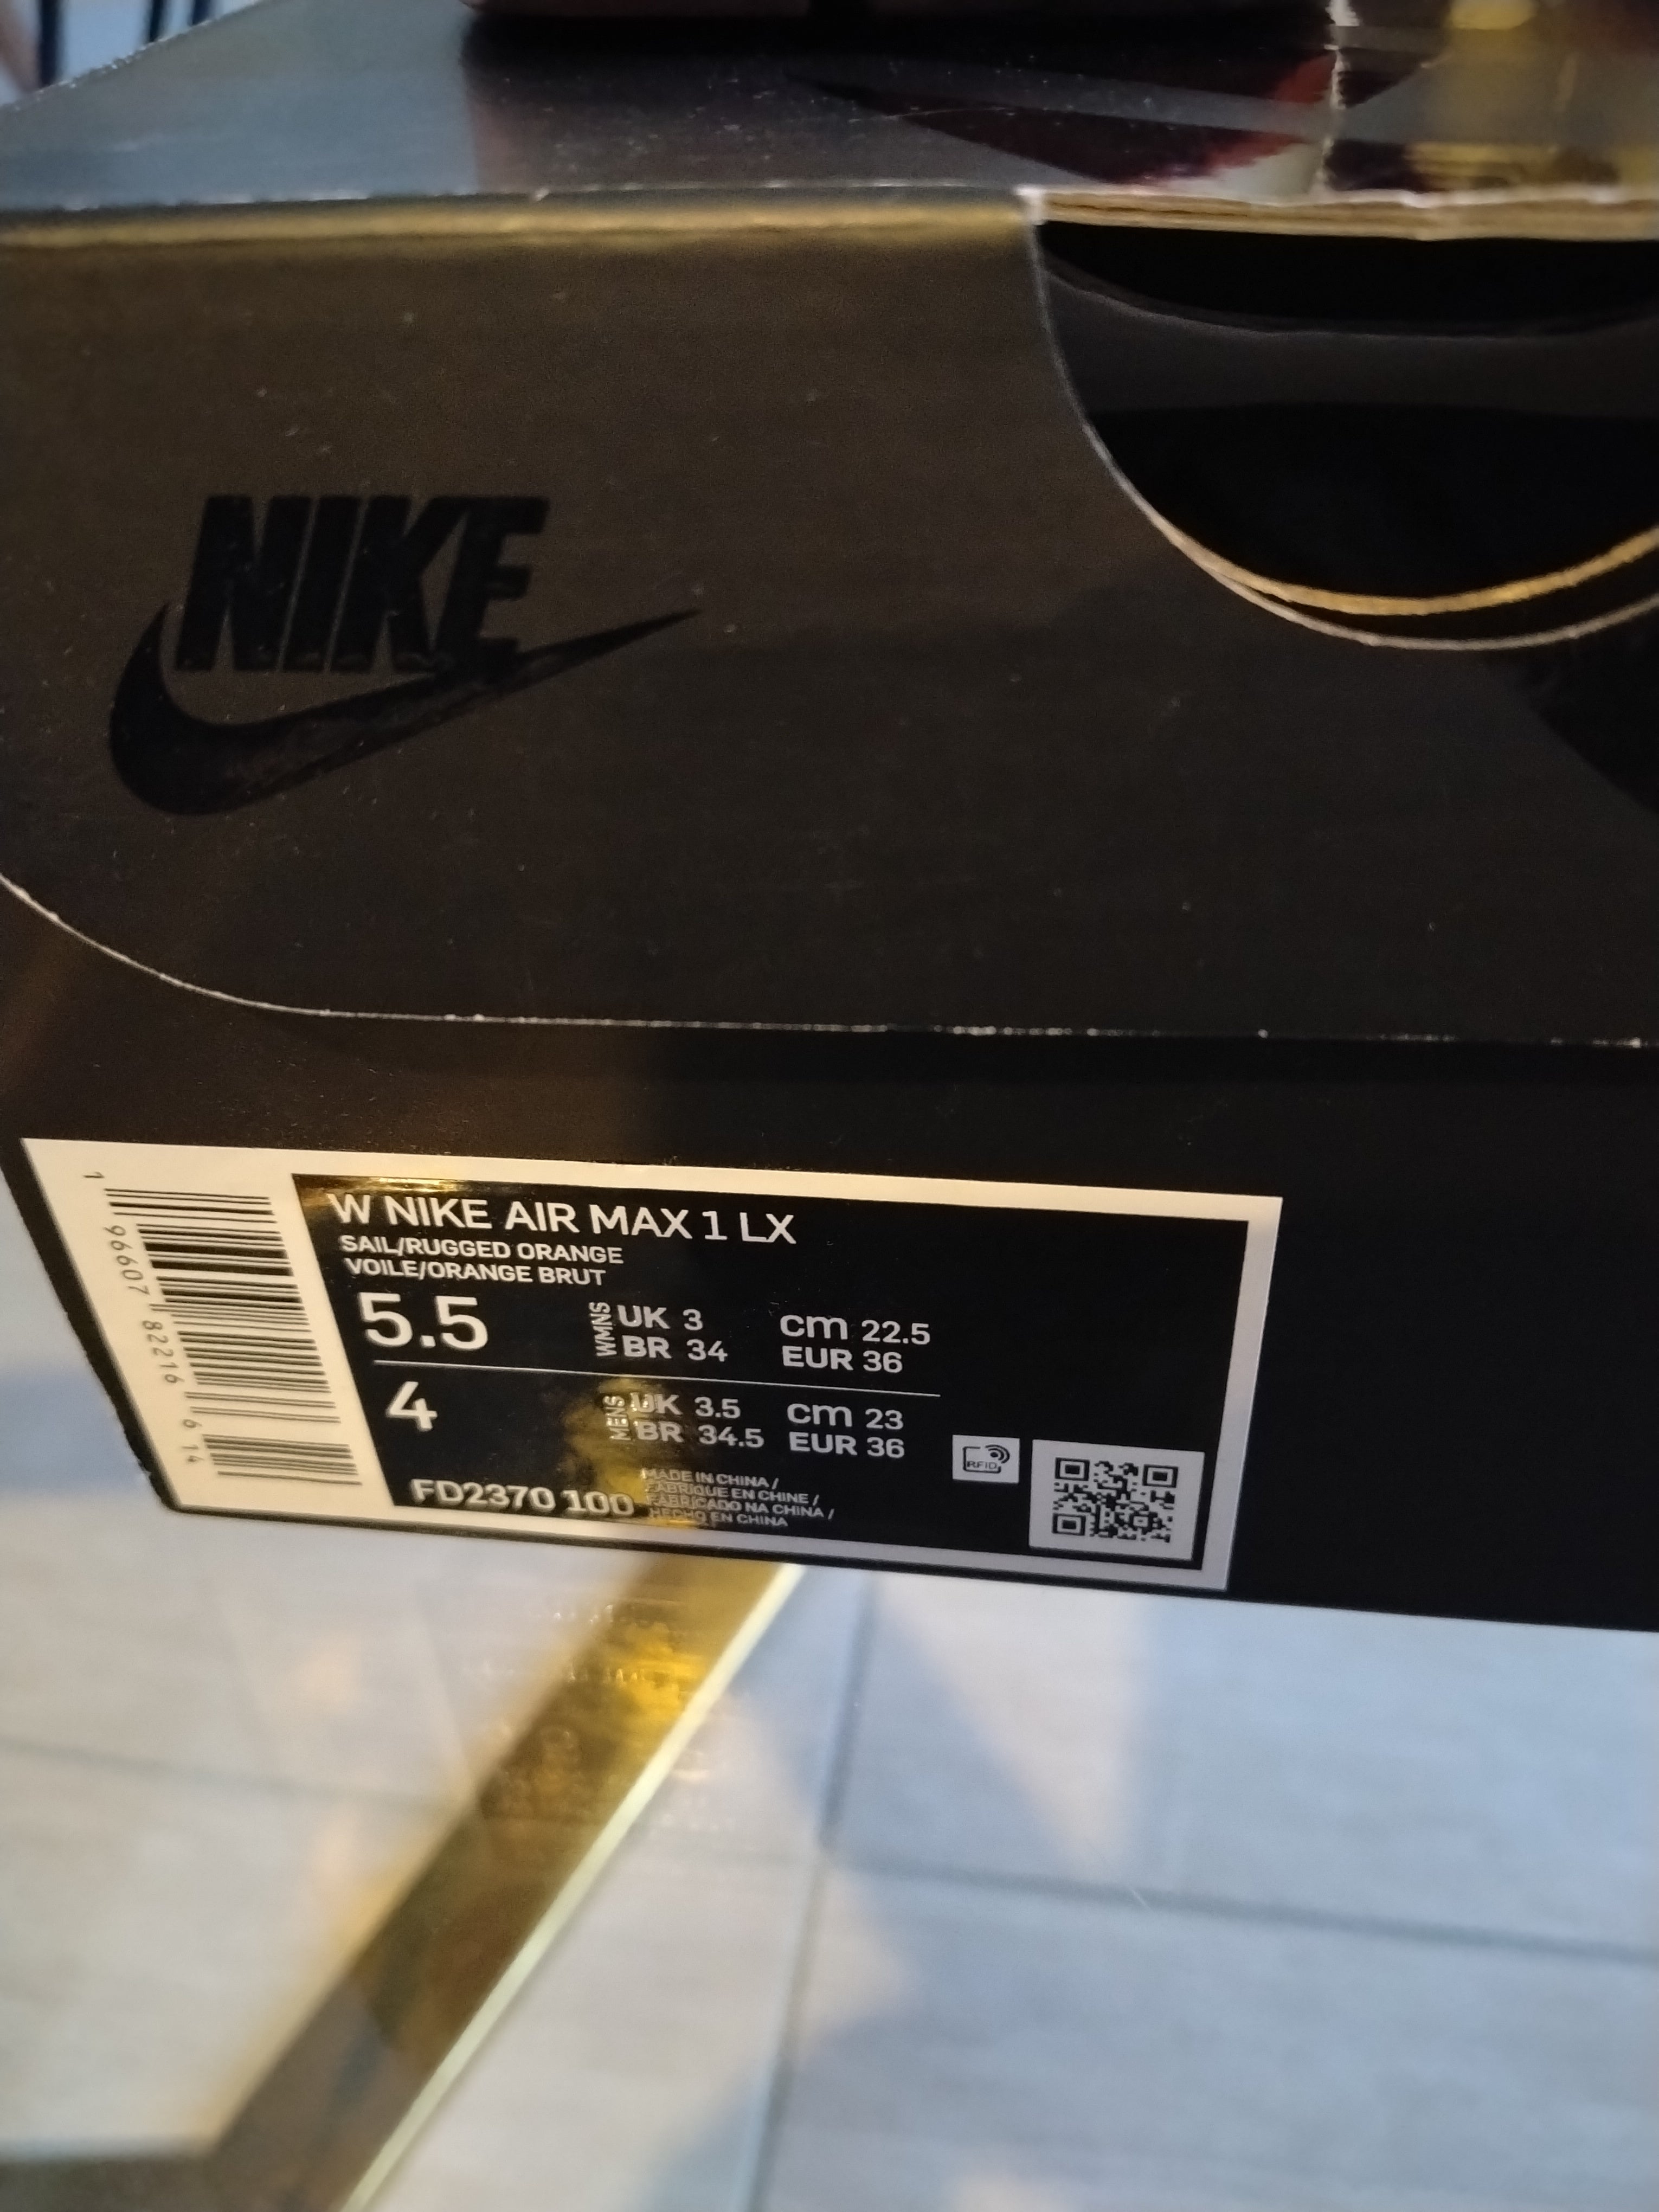 NIKE
W NIKE AIR MAX 1 LX
SAIL/RUGGED ORANGE
VOILE/ORANGE BRUT
5.5 WMNS UK 3 cm 22.5
BR 34 EUR 36
4 MENS UK 3.5 cm 23
BR 34.5 EUR 36
FD2370 100
MADE IN CHINA /
FABRIQUE EN CHINE /
FABRICADO NA CHINA /
HECHO EN CHINA
RFID
1 96607 82216 6 14